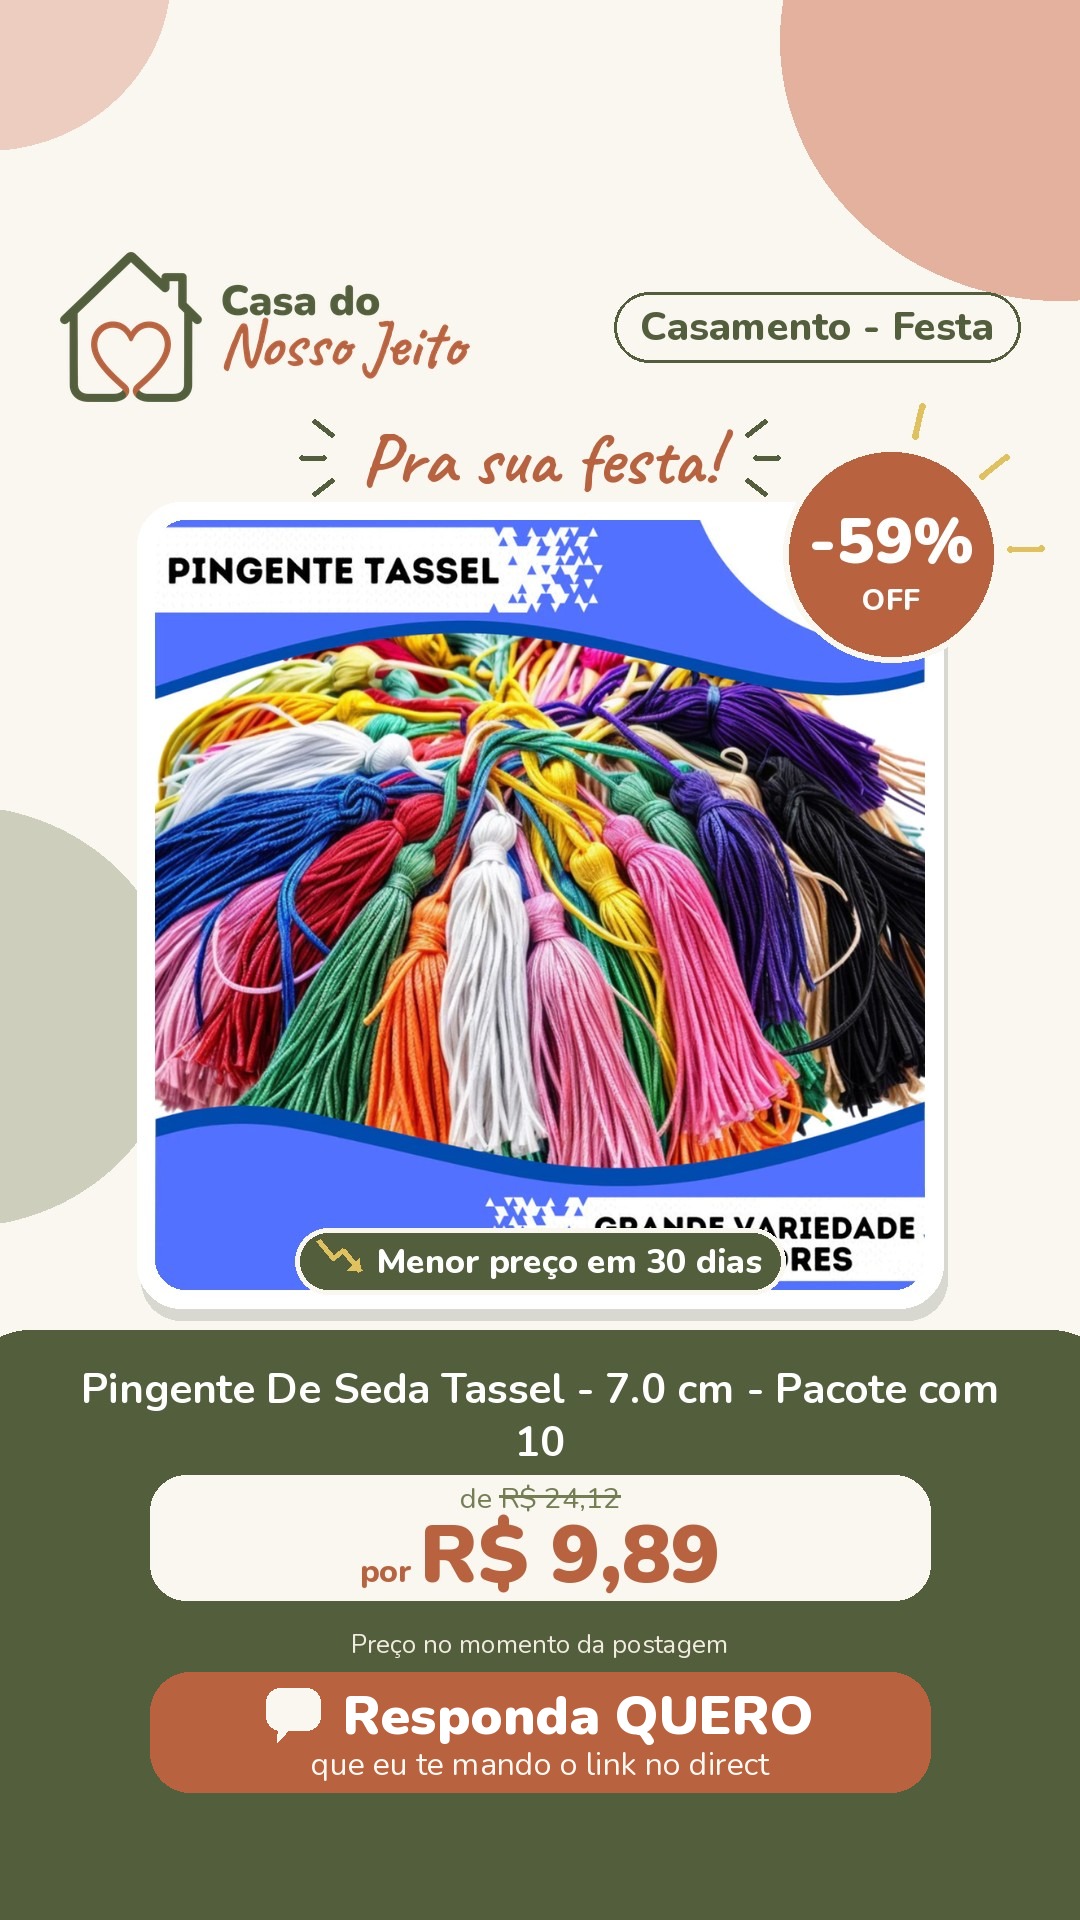 Casa do
Nosso Jeito
Casamento - Festa
Pra sua festa!
-59%
OFF
PINGENTE TASSEL
GRANDE VARIEDADE
Menor preço em 30 dias
Pingente De Seda Tassel - 7.0 cm - Pacote com
10
de R$ 24,12
por R$ 9,89
Preço no momento da postagem
Responda QUERO
que eu te mando o link no direct